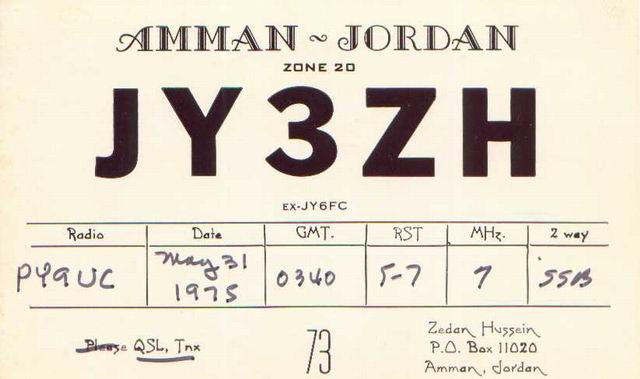 AMMAN ~ JORDAN
ZONE 20
JY3ZH
EX-JY6FC
Radio Date GMT. RST MHz. 2 way
PY9UC May 31 1975 0340 5-7 7 SSB
Please QSL, Tnx
73
Zedan Hussein
P.O. Box 11020
Amman, Jordan